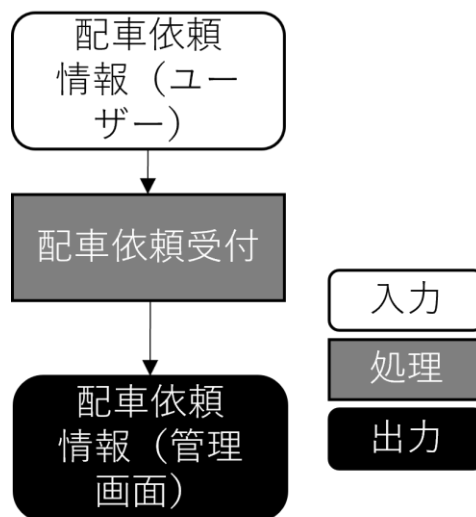 配車依頼
情報（ユー
ザー）
配車依頼受付
配車依頼
情報（管理
画面）
入力
処理
出力